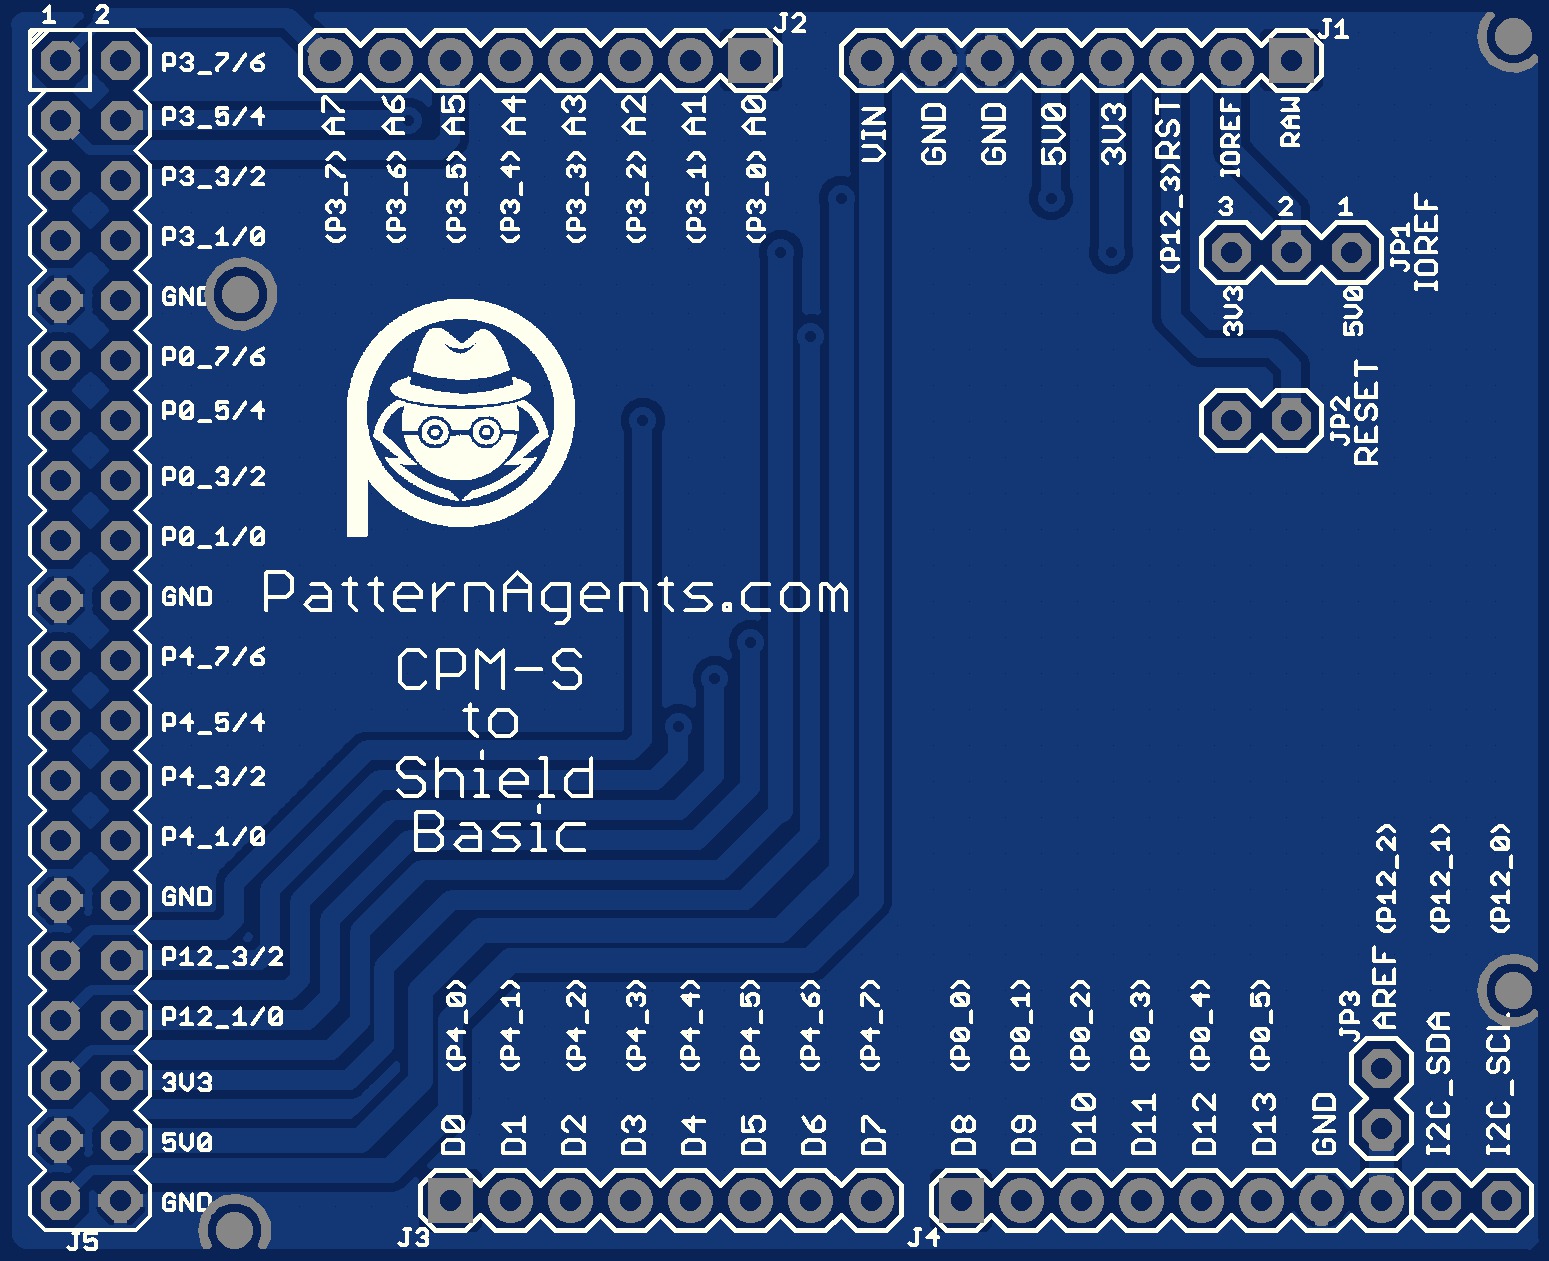 1 2
J2
J1
P3_7/6
P3_5/4
P3_3/2
P3_1/0
GND
P0_7/6
P0_5/4
P0_3/2
P0_1/0
GND
P4_7/6
P4_5/4
P4_3/2
P4_1/0
GND
P12_3/2
P12_1/0
3V3
5V0
GND
J5
(P3_7) A7
(P3_6) A6
(P3_5) A5
(P3_4) A4
(P3_3) A3
(P3_2) A2
(P3_1) A1
(P3_0) A0
VIN
GND
GND
5V0
3V3
(P12_3)RST
IOREF
RAW
3 2 1
JP1
IOREF
3V3
5V0
JP2
RESET
PatternAgents.com
CPM-S
to
Shield
Basic
D0 (P4_0)
D1 (P4_1)
D2 (P4_2)
D3 (P4_3)
D4 (P4_4)
D5 (P4_5)
D6 (P4_6)
D7 (P4_7)
J3
D8 (P0_0)
D9 (P0_1)
D10 (P0_2)
D11 (P0_3)
D12 (P0_4)
D13 (P0_5)
GND
JP3
AREF (P12_2)
I2C_SDA (P12_1)
I2C_SCL (P12_0)
J4